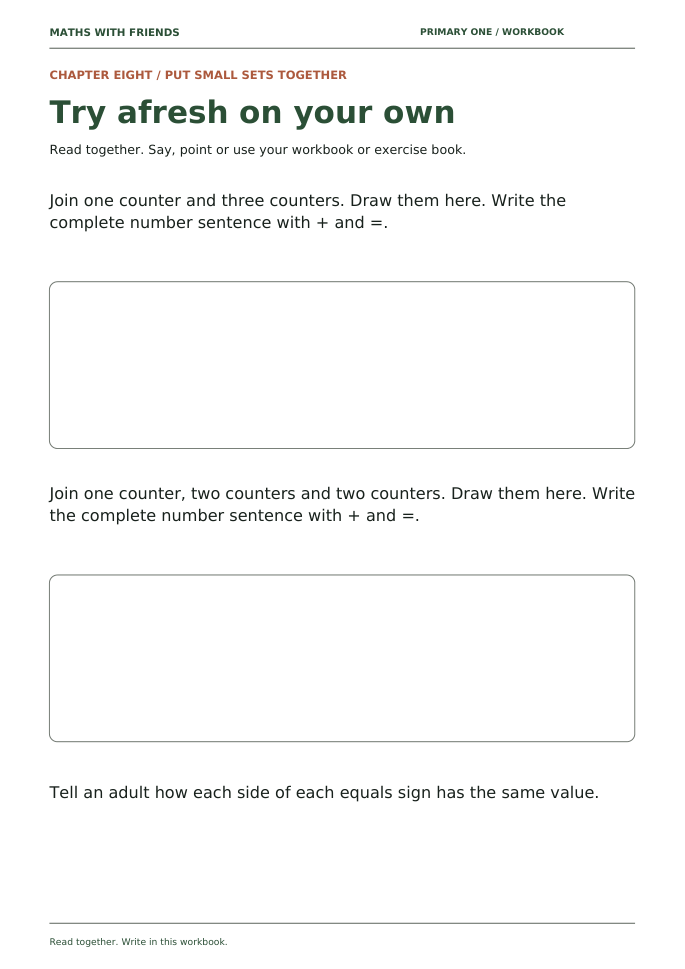 MATHS WITH FRIENDS
PRIMARY ONE / WORKBOOK
CHAPTER EIGHT / PUT SMALL SETS TOGETHER
Try afresh on your own
Read together. Say, point or use your workbook or exercise book.
Join one counter and three counters. Draw them here. Write the
complete number sentence with + and =.
Join one counter, two counters and two counters. Draw them here. Write
the complete number sentence with + and =.
Tell an adult how each side of each equals sign has the same value.
Read together. Write in this workbook.